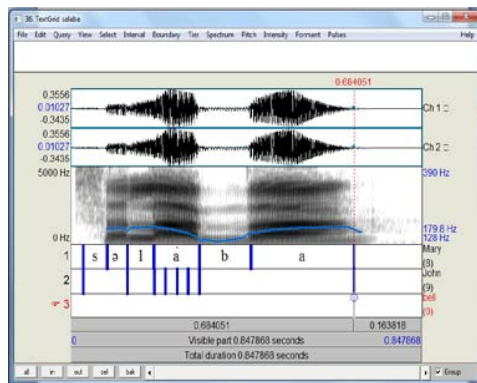 36. TextGrid salaba
File Edit Query View Select Interval Boundary Tier Spectrum Pitch Intensity Formant Pulses Help
0.684051
0.3556
0.01027
-0.3435
Ch 1
0.3556
0.01027
-0.3435
Ch 2
5000 Hz
390 Hz
179.8 Hz
0 Hz
128 Hz
1 s ə l a b a Mary (8)
2 John (9)
3 bell (0)
0.684051 0.163818
0 Visible part 0.847868 seconds 0.847868
Total duration 0.847868 seconds
all in out sel bak Group